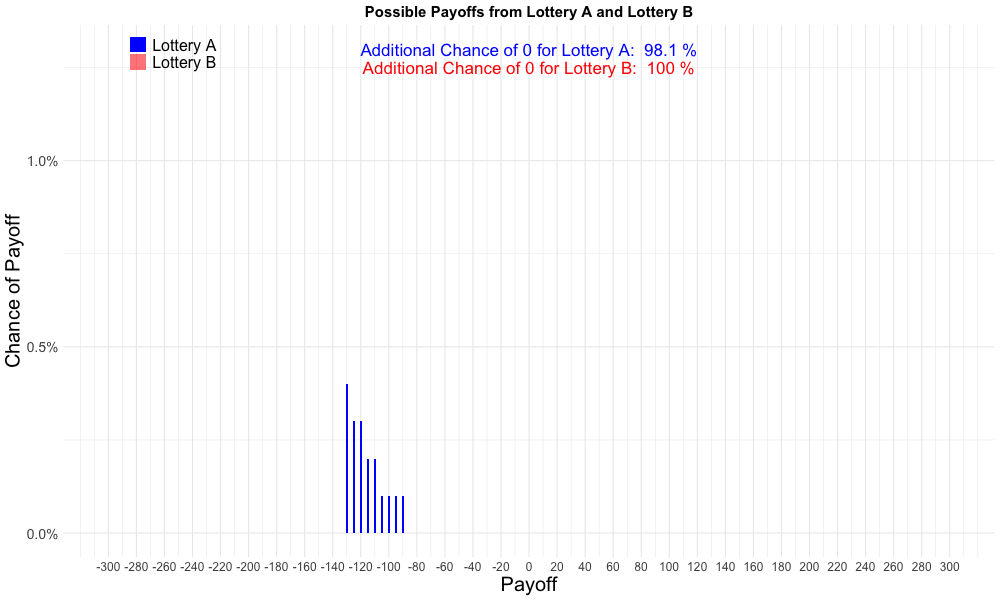 Possible Payoffs from Lottery A and Lottery B
Lottery A
Lottery B
Additional Chance of 0 for Lottery A:  98.1 %
Additional Chance of 0 for Lottery B:  100 %
Chance of Payoff
1.0%
0.5%
0.0%
-300 -280 -260 -240 -220 -200 -180 -160 -140 -120 -100 -80 -60 -40 -20 0 20 40 60 80 100 120 140 160 180 200 220 240 260 280 300
Payoff